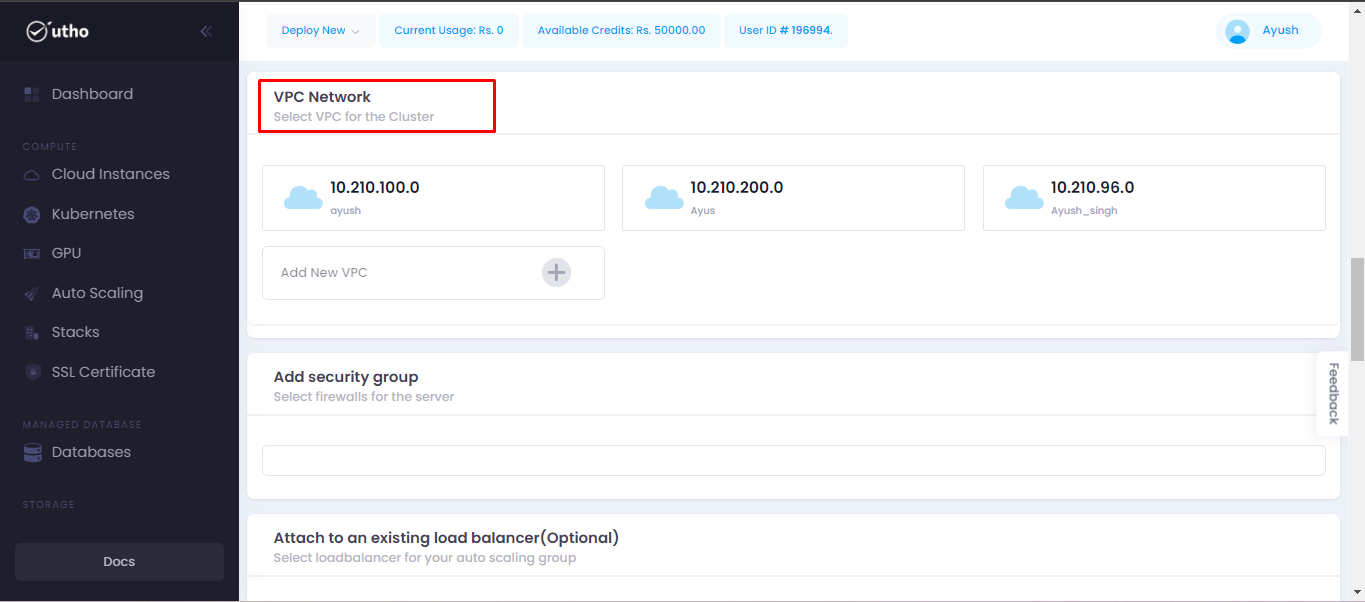 utho
Deploy New
Current Usage: Rs. 0
Available Credits: Rs. 50000.00
User ID # 196994.
Ayush
Dashboard
COMPUTE
Cloud Instances
Kubernetes
GPU
Auto Scaling
Stacks
SSL Certificate
MANAGED DATABASE
Databases
STORAGE
Docs
VPC Network
Select VPC for the Cluster
10.210.100.0
ayush
10.210.200.0
Ayus
10.210.96.0
Ayush_singh
Add New VPC
Add security group
Select firewalls for the server
Attach to an existing load balancer(Optional)
Select loadbalancer for your auto scaling group
Feedback